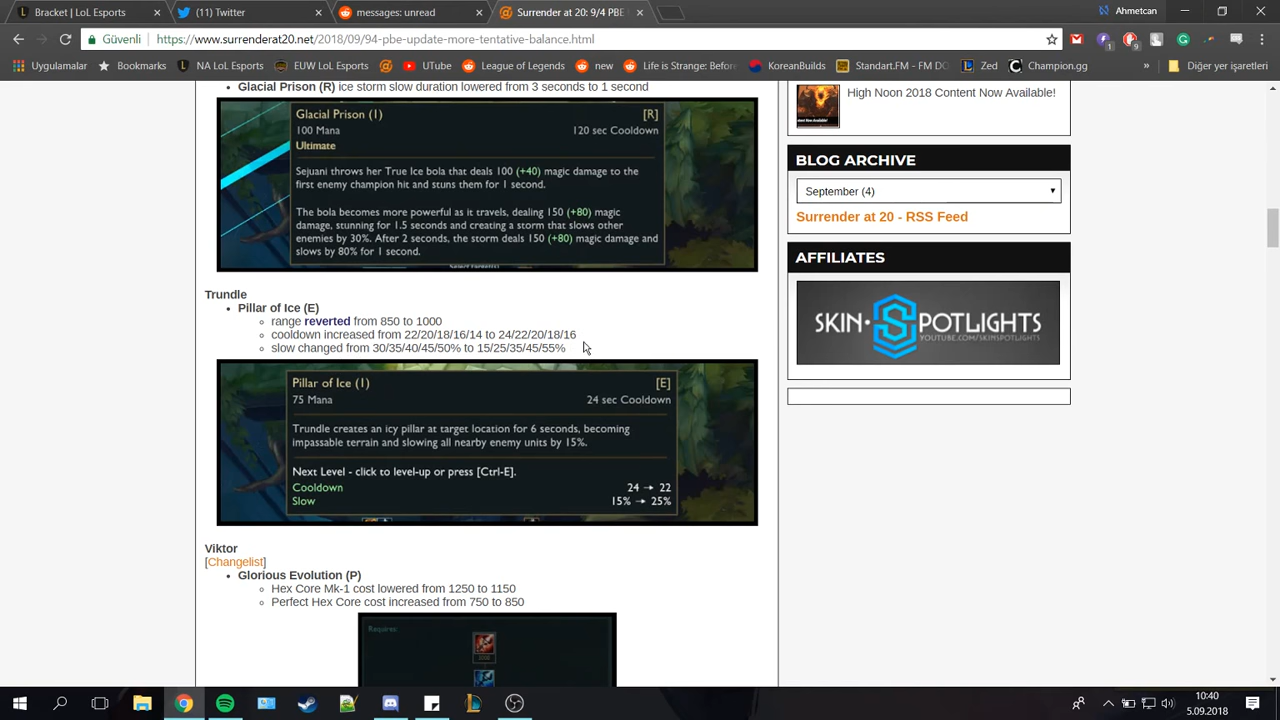 Bracket | LoL Esports
(11) Twitter
messages: unread
Surrender at 20: 9/4 PBE
Ahmetcan
Güvenli
https://www.surrenderat20.net/2018/09/94-pbe-update-more-tentative-balance.html
Uygulamalar
Bookmarks
NA LoL Esports
EUW LoL Esports
UTube
League of Legends
new
Life is Strange: Before
KoreanBuilds
Standart.FM - FM DO
Zed
Champion.gg
»
Diğer yer işaretleri
Glacial Prison (R) ice storm slow duration lowered from 3 seconds to 1 second
Glacial Prison (1) [R]
100 Mana 120 sec Cooldown
Ultimate
Sejuani throws her True Ice bola that deals 100 (+40) magic damage to the
first enemy champion hit and stuns them for 1 second.
The bola becomes more powerful as it travels, dealing 150 (+80) magic
damage, stunning for 1.5 seconds and creating a storm that slows other
enemies by 30%. After 2 seconds, the storm deals 150 (+80) magic damage and
slows by 80% for 1 second.
Trundle
Pillar of Ice (E)
range reverted from 850 to 1000
cooldown increased from 22/20/18/16/14 to 24/22/20/18/16
slow changed from 30/35/40/45/50% to 15/25/35/45/55%
Pillar of Ice (1) [E]
75 Mana 24 sec Cooldown
Trundle creates an icy pillar at target location for 6 seconds, becoming
impassable terrain and slowing all nearby enemy units by 15%.
Next Level - click to level-up or press [Ctrl-E].
Cooldown 24 → 22
Slow 15% → 25%
Viktor
[Changelist]
Glorious Evolution (P)
Hex Core Mk-1 cost lowered from 1250 to 1150
Perfect Hex Core cost increased from 750 to 850
Requires
High Noon 2018 Content Now Available!
BLOG ARCHIVE
September (4)
Surrender at 20 - RSS Feed
AFFILIATES
SKIN SPOTLIGHTS
YOUTUBE.COM/SKINSPOTLIGHTS
10:40
5.09.2018